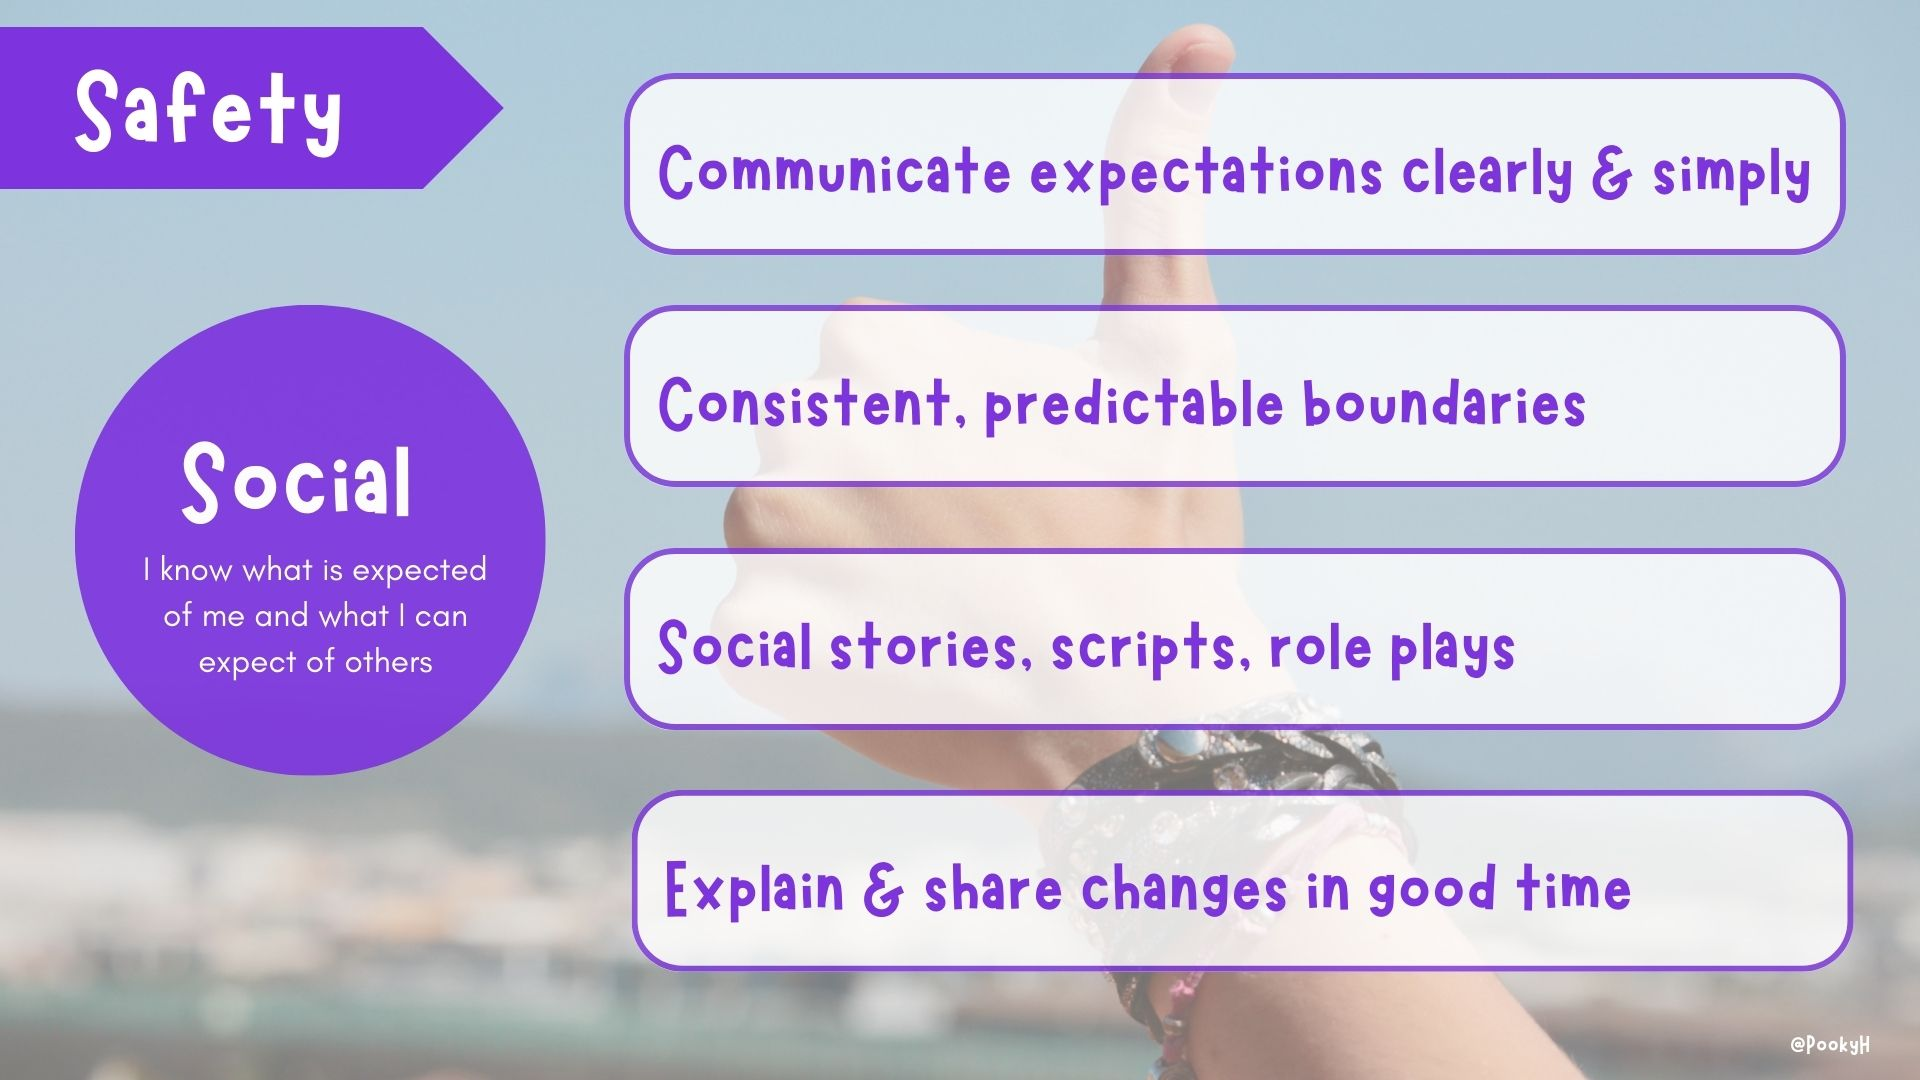 Safety
Social
I know what is expected
of me and what I can
expect of others
Communicate expectations clearly & simply
Consistent, predictable boundaries
Social stories, scripts, role plays
Explain & share changes in good time
@PookyH